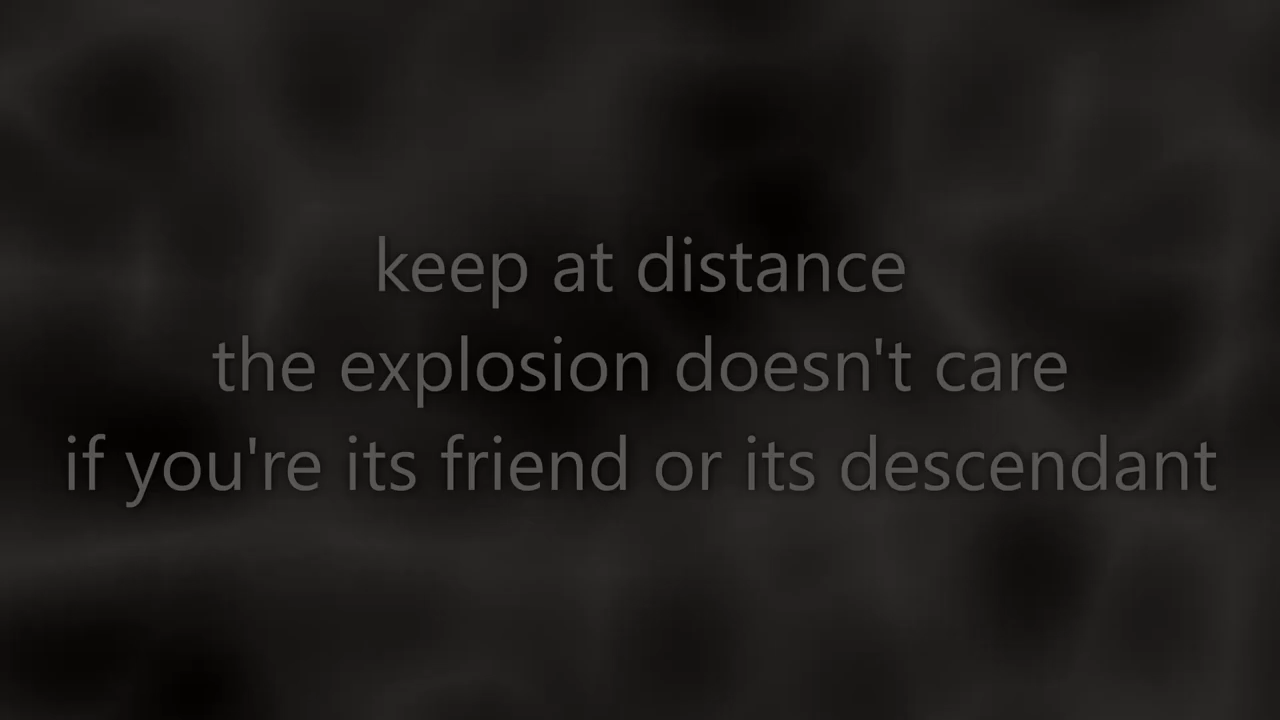 keep at distance
the explosion doesn't care
if you're its friend or its descendant